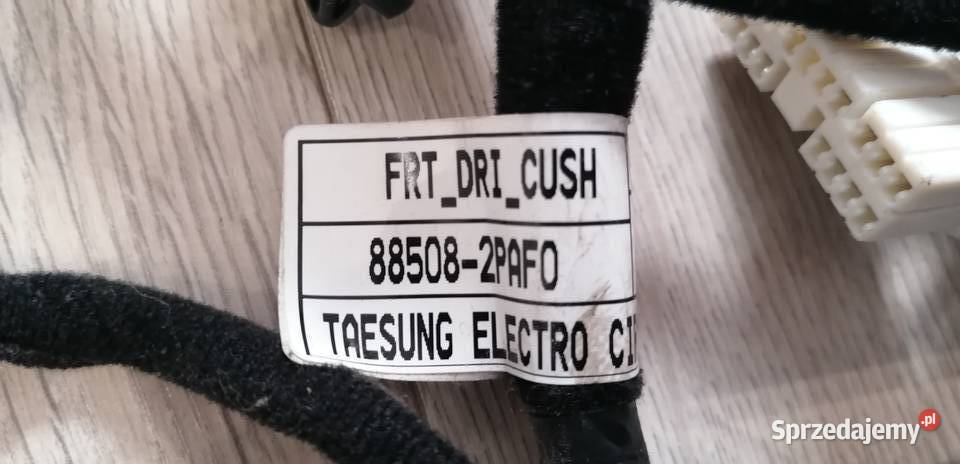 FRT_DRI_CUSH
88508-2PAF0
TAESUNG ELECTRO
Sprzedajemy.pl